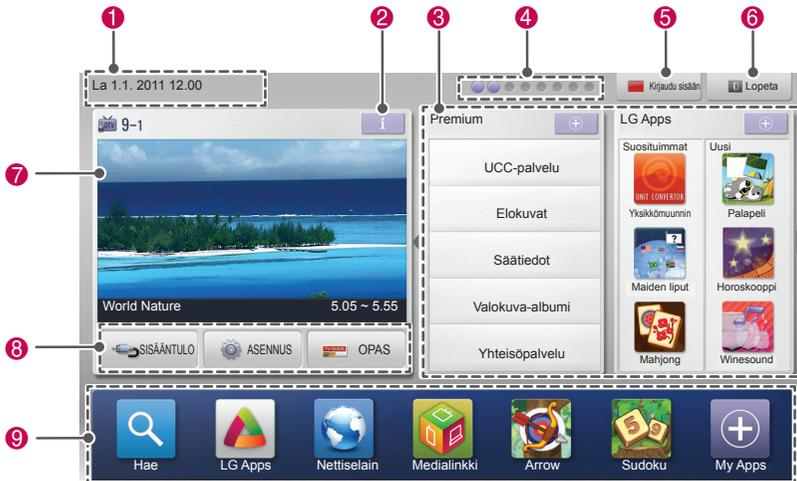 1
2
3
4
5
6
La 1.1. 2011 12.00
Kirjaudu sisään
Lopeta
DTV 9-1
i
Premium
LG Apps
7
UCC-palvelu
Elokuvat
Säätiedot
Valokuva-albumi
Yhteisöpalvelu
Suosituimmat
Uusi
UNIT CONVERTOR
Yksikkömuunnin
Palapeli
?
Maiden liput
Horoskooppi
Mahjong
Winesound
World Nature
5.05 ~ 5.55
8
SISÄÄNTULO
ASENNUS
TV GUIDE
OPAS
9
Hae
LG Apps
Nettiselain
Medialinkki
Arrow
5 9
Sudoku
My Apps